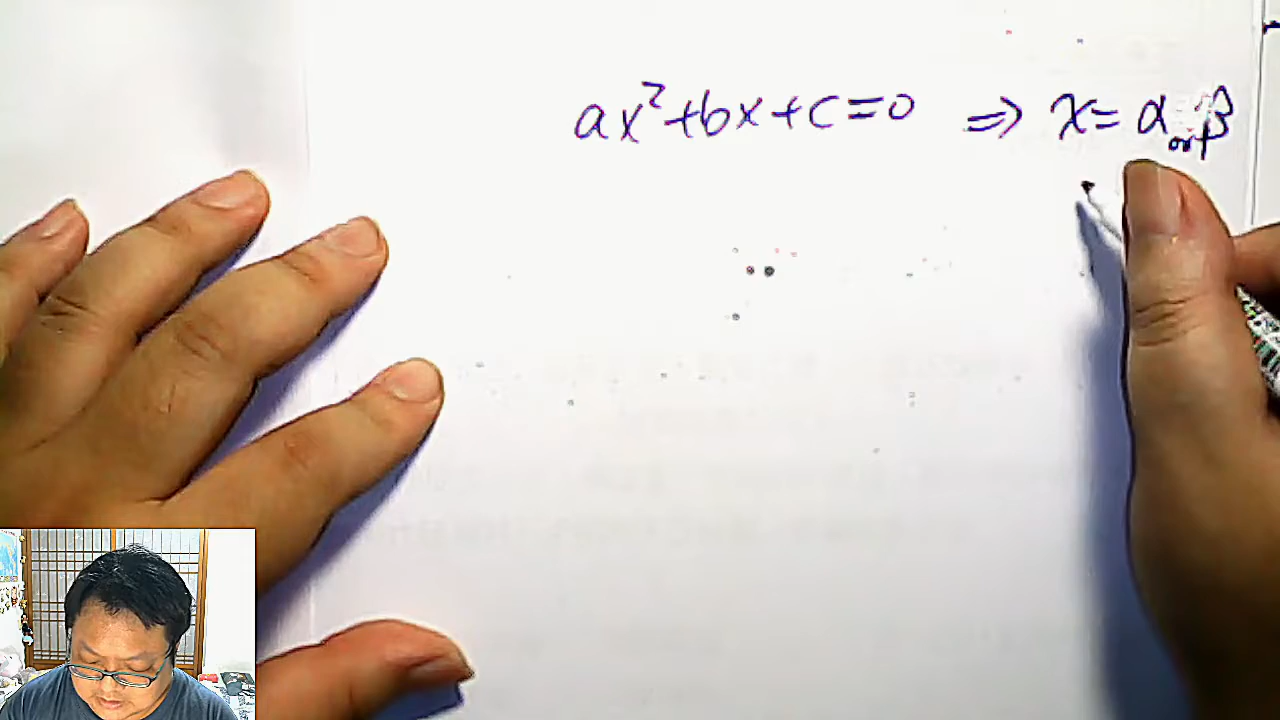 ax²+bx+c=0 ⇒ x= α or β